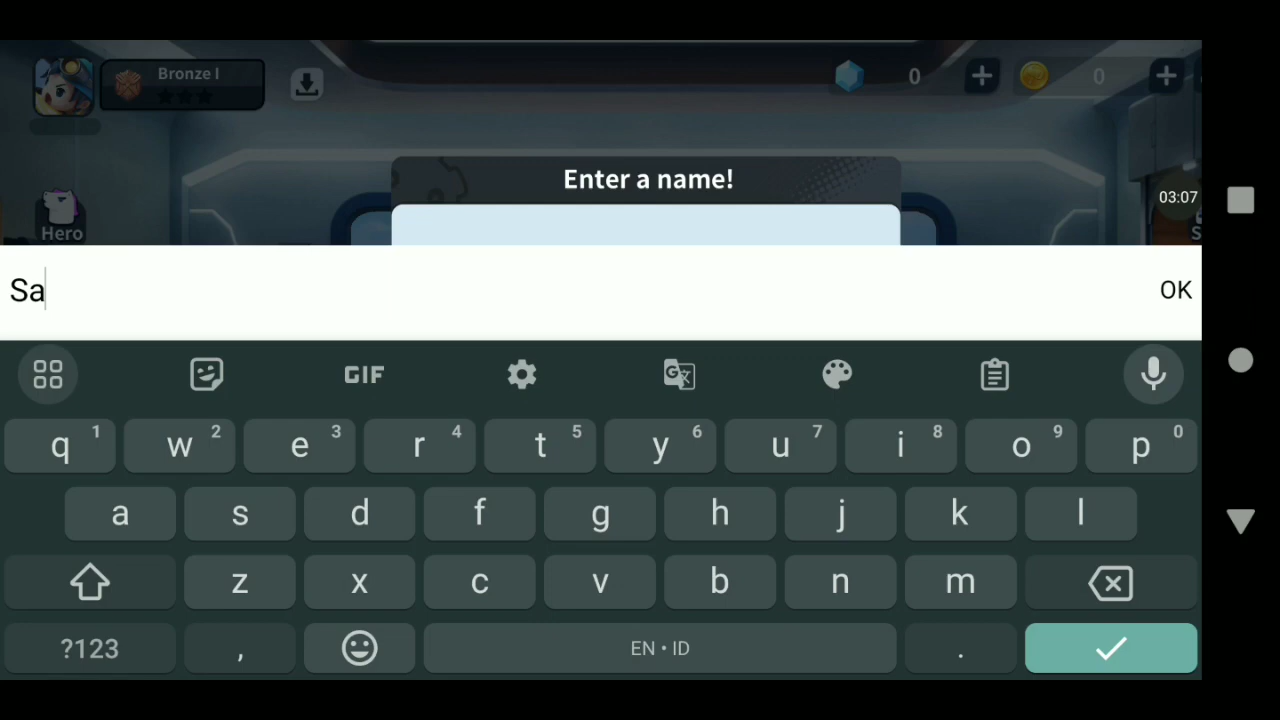 Bronze I
0
0
Enter a name!
03:07
Hero
S
Sa
OK
GIF
q 1 w 2 e 3 r 4 t 5 y 6 u 7 i 8 o 9 p 0
a s d f g h j k l
z x c v b n m
?123 , EN • ID .